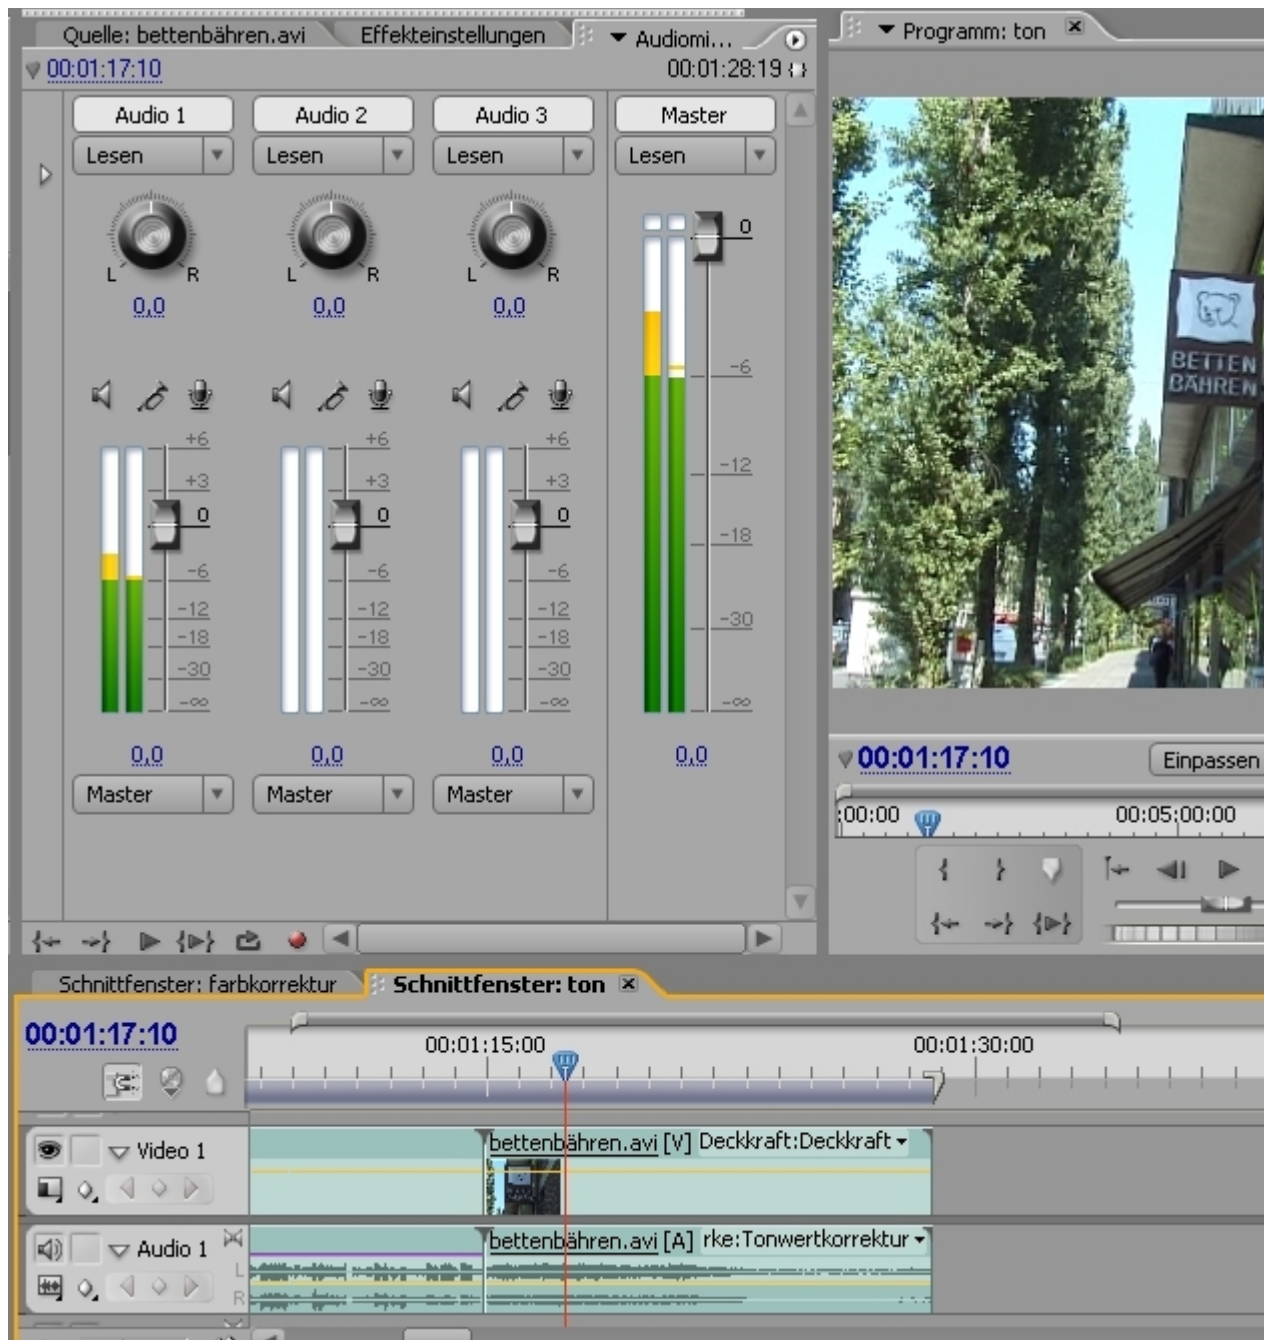 Quelle: bettenbähren.avi Effekteinstellungen Audiomi... Programm: ton
00:01:17:10 00:01:28:19
Audio 1 Audio 2 Audio 3 Master
Lesen Lesen Lesen Lesen
L R L R L R
0,0 0,0 0,0
0
-6
-12
-18
-30
-∞
+6 +6 +6
+3 +3 +3
0 0 0
-6 -6 -6
-12 -12 -12
-18 -18 -18
-30 -30 -30
-∞ -∞ -∞
0,0 0,0 0,0 0,0
Master Master Master
BETTEN
BÄHREN
00:01:17:10 Einpassen
:00:00 00:05:00:00
Schnittfenster: farbkorrektur Schnittfenster: ton
00:01:17:10
00:01:15:00 00:01:30:00
Video 1 bettenbähren.avi [V] Deckkraft:Deckkraft
Audio 1 bettenbähren.avi [A] rke:Tonwertkorrektur
L
R